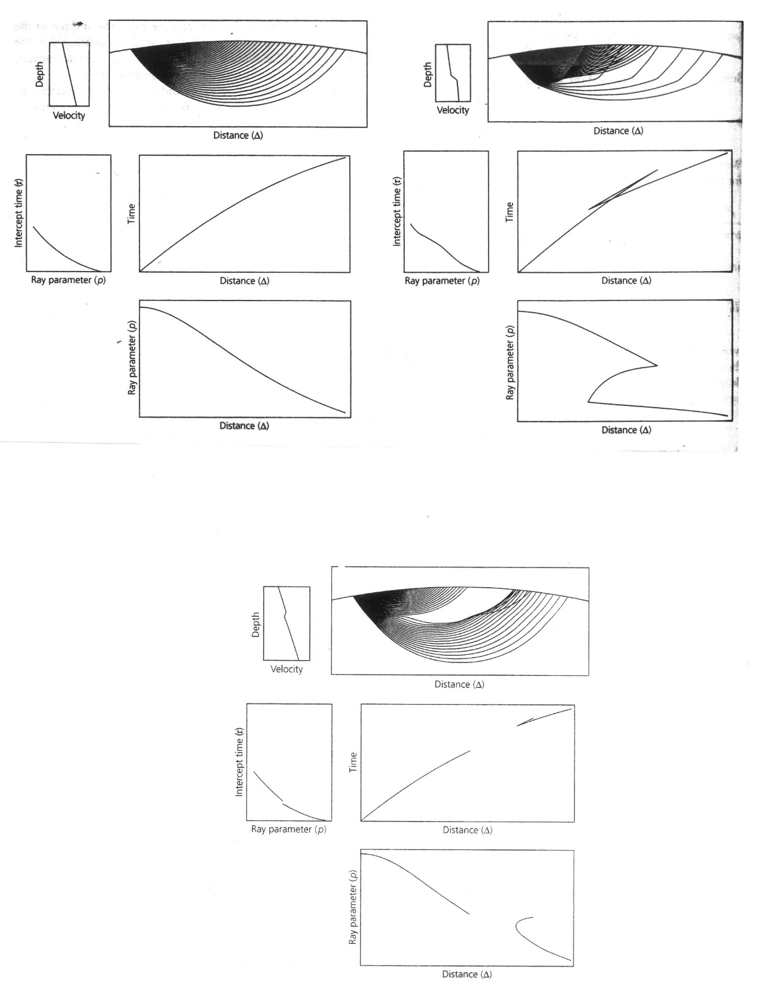 Depth
Velocity
Distance (Δ)
Intercept time (τ)
Ray parameter (p)
Time
Distance (Δ)
Ray parameter (p)
Distance (Δ)
Depth
Velocity
Distance (Δ)
Intercept time (τ)
Ray parameter (p)
Time
Distance (Δ)
Ray parameter (p)
Distance (Δ)
Depth
Velocity
Distance (Δ)
Intercept time (τ)
Ray parameter (p)
Time
Distance (Δ)
Ray parameter (p)
Distance (Δ)